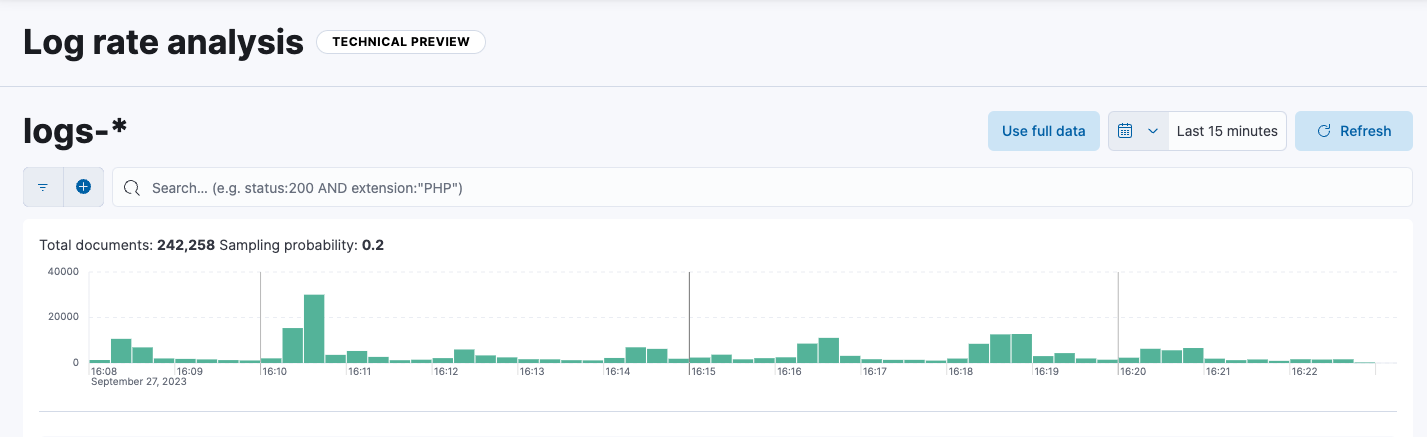 Log rate analysis TECHNICAL PREVIEW
logs-*
Use full data
Last 15 minutes
Refresh
Search... (e.g. status:200 AND extension:"PHP")
Total documents: 242,258 Sampling probability: 0.2
40000
20000
0
16:08 16:09 16:10 16:11 16:12 16:13 16:14 16:15 16:16 16:17 16:18 16:19 16:20 16:21 16:22
September 27, 2023